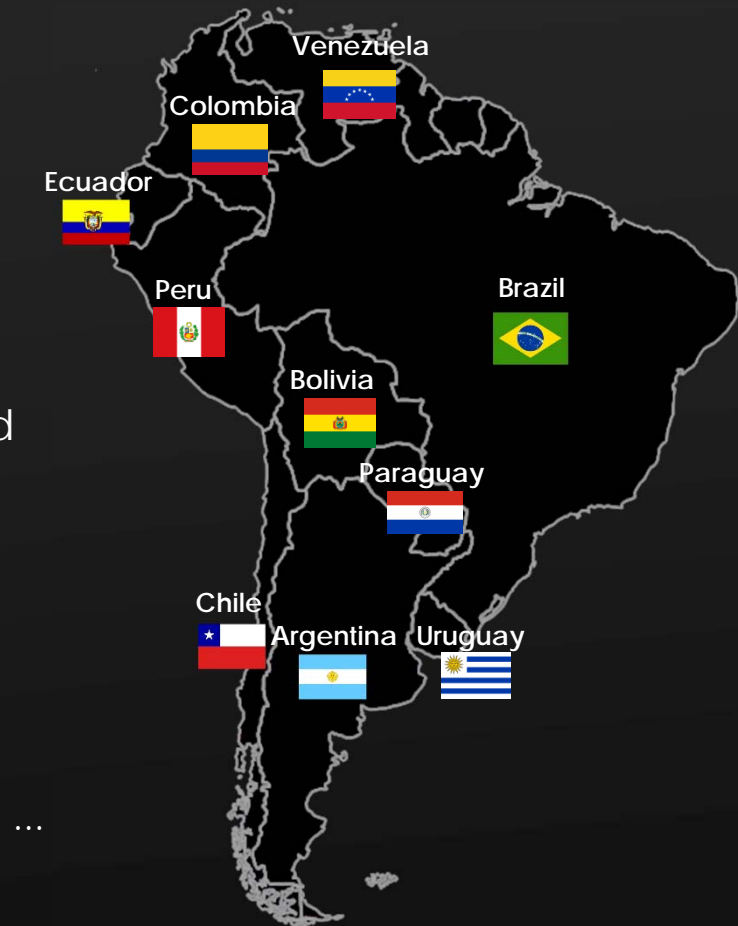 Venezuela
Colombia
Ecuador
Peru
Brazil
Bolivia
d
Paraguay
Chile
Argentina Uruguay
...